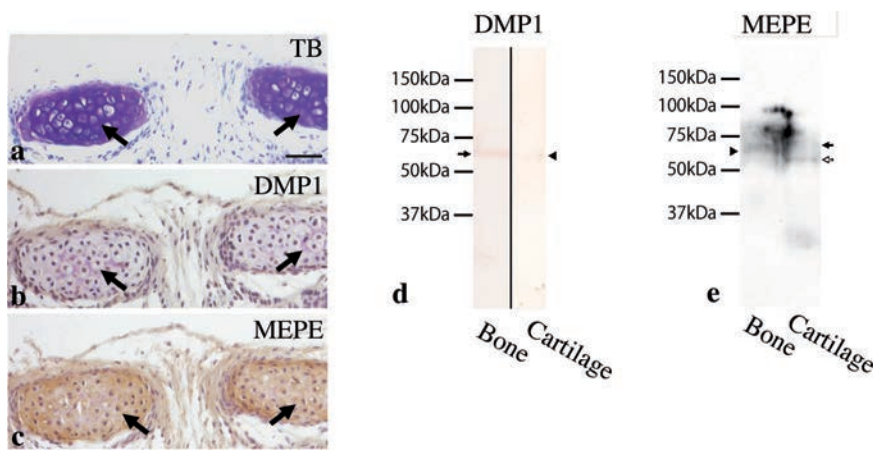 TB
a
DMP1
b
MEPE
c
DMP1
150kDa
100kDa
75kDa
50kDa
37kDa
d
Bone
Cartilage
MEPE
150kDa
100kDa
75kDa
50kDa
37kDa
e
Bone
Cartilage